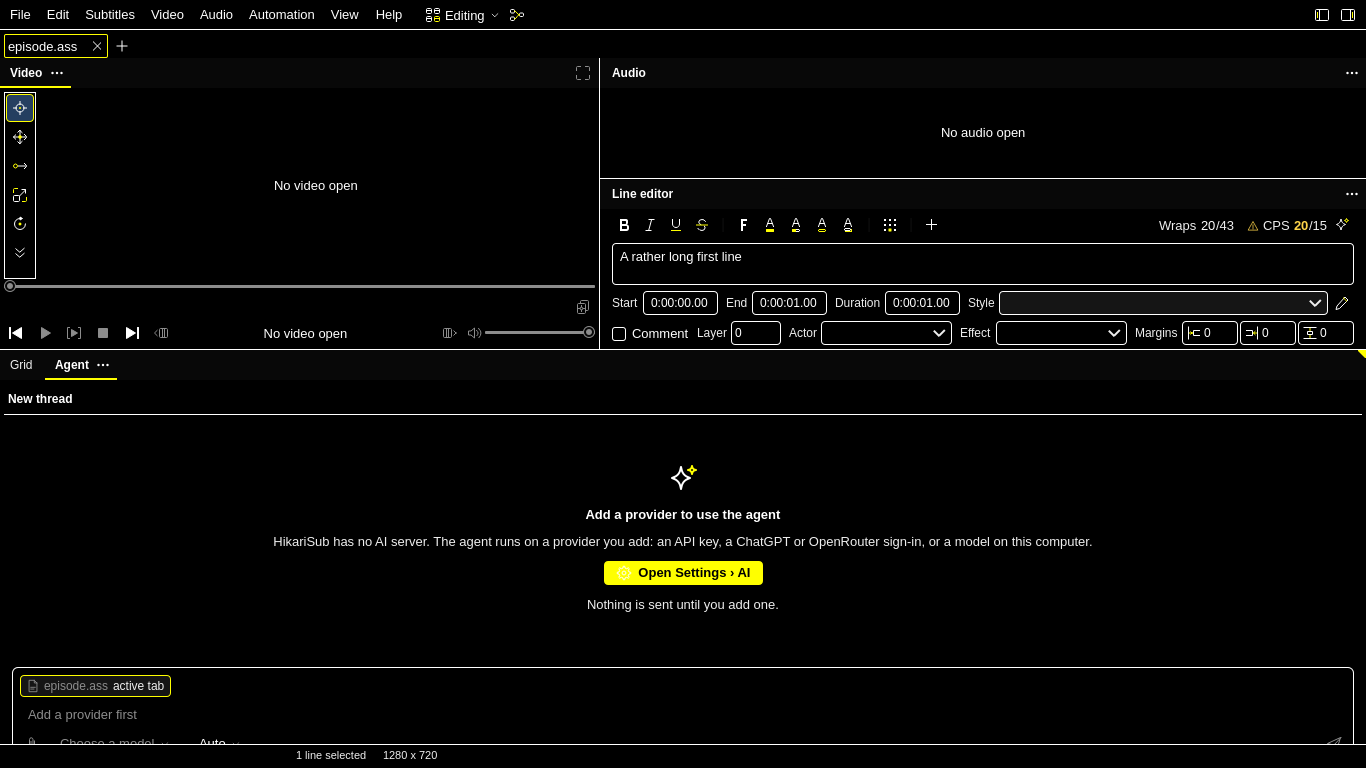 File Edit Subtitles Video Audio Automation View Help Editing
episode.ass
Video
No video open
No video open
Audio
No audio open
Line editor
Wraps 20/43 CPS 20/15
A rather long first line
Start 0:00:00.00 End 0:00:01.00 Duration 0:00:01.00 Style
Comment Layer 0 Actor Effect Margins 0 0 0
Grid Agent
New thread
Add a provider to use the agent
HikariSub has no AI server. The agent runs on a provider you add: an API key, a ChatGPT or OpenRouter sign-in, or a model on this computer.
Open Settings › AI
Nothing is sent until you add one.
episode.ass active tab
Add a provider first
Choose a model Auto
1 line selected 1280 x 720